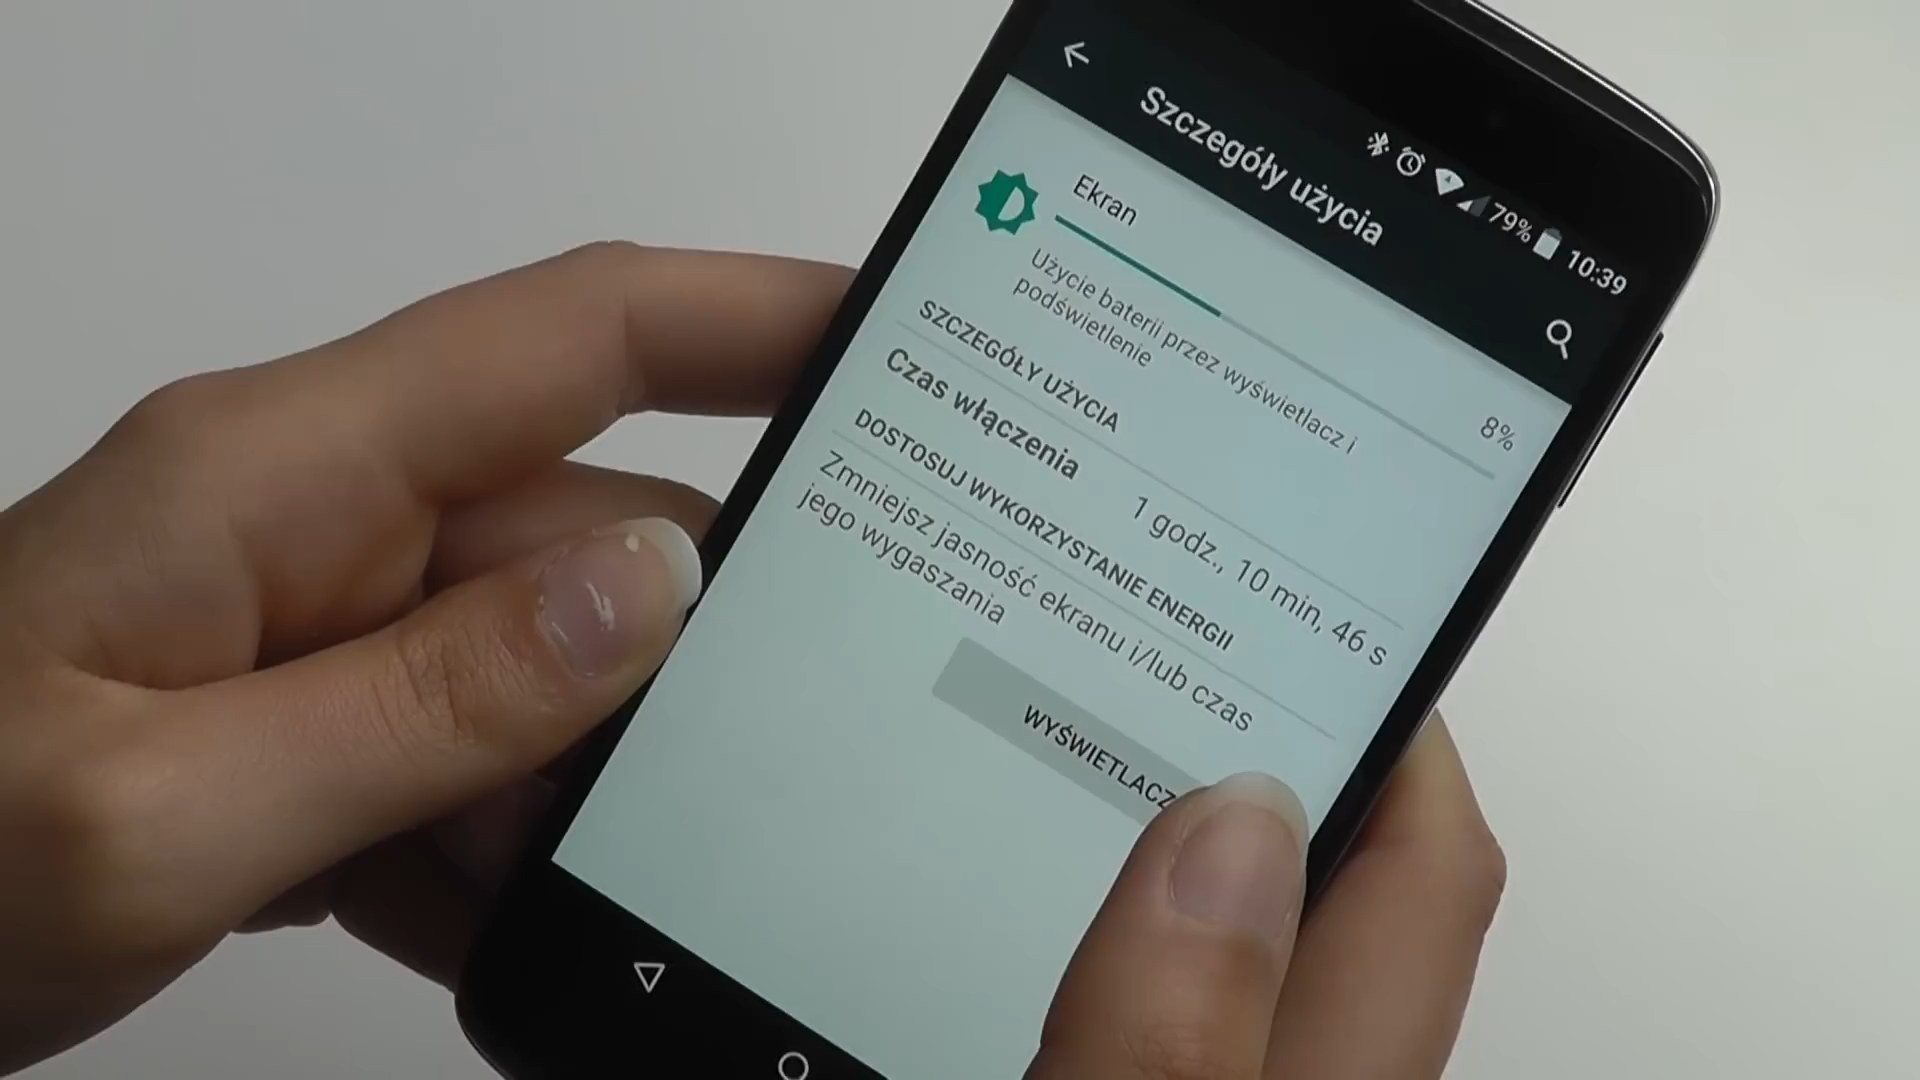 79% 10:39
Szczegóły użycia
Ekran
8%
Użycie baterii przez wyświetlacz i
podświetlenie
SZCZEGÓŁY UŻYCIA
Czas włączenia 1 godz., 10 min, 46 s
DOSTOSUJ WYKORZYSTANIE ENERGII
Zmniejsz jasność ekranu i/lub czas
jego wygaszania
WYŚWIETLACZ